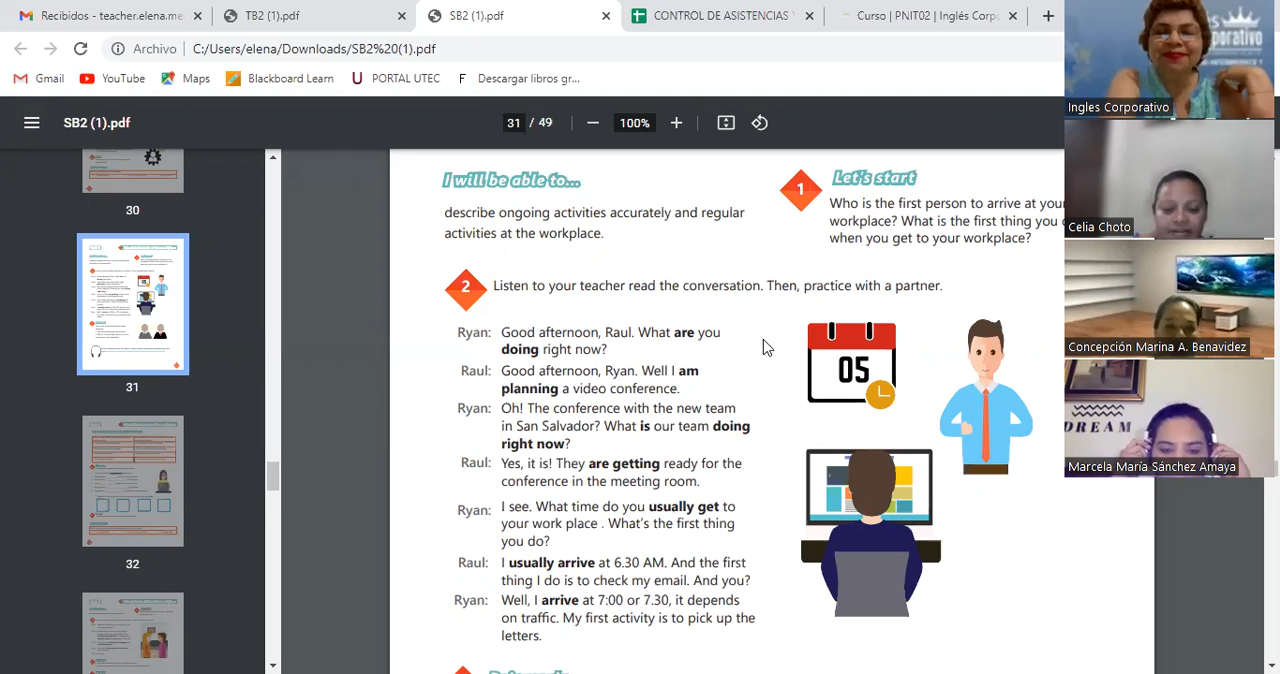 Recibidos - teacher.elena.me
TB2 (1).pdf
SB2 (1).pdf
CONTROL DE ASISTENCIAS
Curso | PNIT02 | Inglés Corpo
Archivo
C:/Users/elena/Downloads/SB2%20(1).pdf
Gmail
YouTube
Maps
Blackboard Learn
PORTAL UTEC
Descargar libros gr...
SB2 (1).pdf
31 / 49
100%
30
31
32
I will be able to...
describe ongoing activities accurately and regular
activities at the workplace.
1
Let's start
Who is the first person to arrive at your
workplace? What is the first thing you
when you get to your workplace?
2
Listen to your teacher read the conversation. Then, practice with a partner.
Ryan: Good afternoon, Raul. What are you
doing right now?
Raul: Good afternoon, Ryan. Well I am
planning a video conference.
Ryan: Oh! The conference with the new team
in San Salvador? What is our team doing
right now?
Raul: Yes, it is! They are getting ready for the
conference in the meeting room.
Ryan: I see. What time do you usually get to
your work place . What's the first thing
you do?
Raul: I usually arrive at 6.30 AM. And the first
thing I do is to check my email. And you?
Ryan: Well, I arrive at 7:00 or 7.30, it depends
on traffic. My first activity is to pick up the
letters.
05
Ingles Corporativo
Celia Choto
Concepción Marina A. Benavidez
DREAM
Marcela María Sánchez Amaya